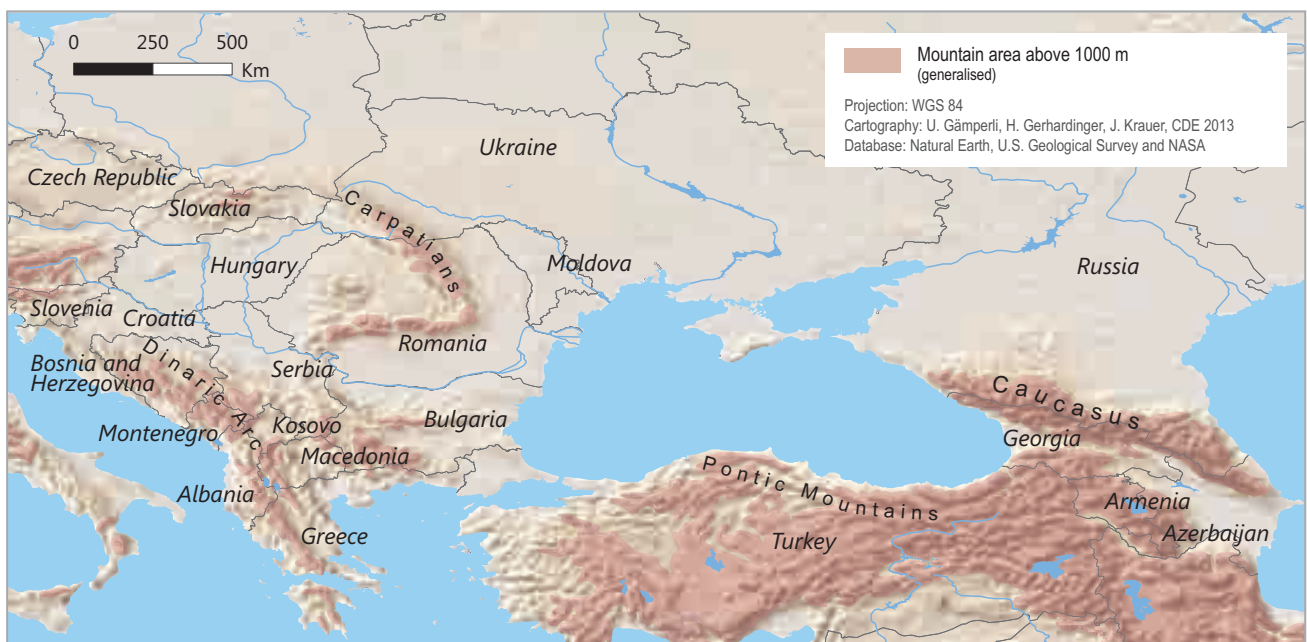 0 250 500
Km
Mountain area above 1000 m
(generalised)
Projection: WGS 84
Cartography: U. Gämperli, H. Gerhardinger, J. Krauer, CDE 2013
Database: Natural Earth, U.S. Geological Survey and NASA
Ukraine
Czech Republic
Slovakia
Carpatians
Hungary
Moldova
Russia
Slovenia
Croatia
Romania
Dinaric Arc
Bosnia and
Herzegovina
Serbia
Caucasus
Montenegro
Kosovo
Bulgaria
Georgia
Macedonia
Pontic Mountains
Albania
Armenia
Greece
Turkey
Azerbaijan